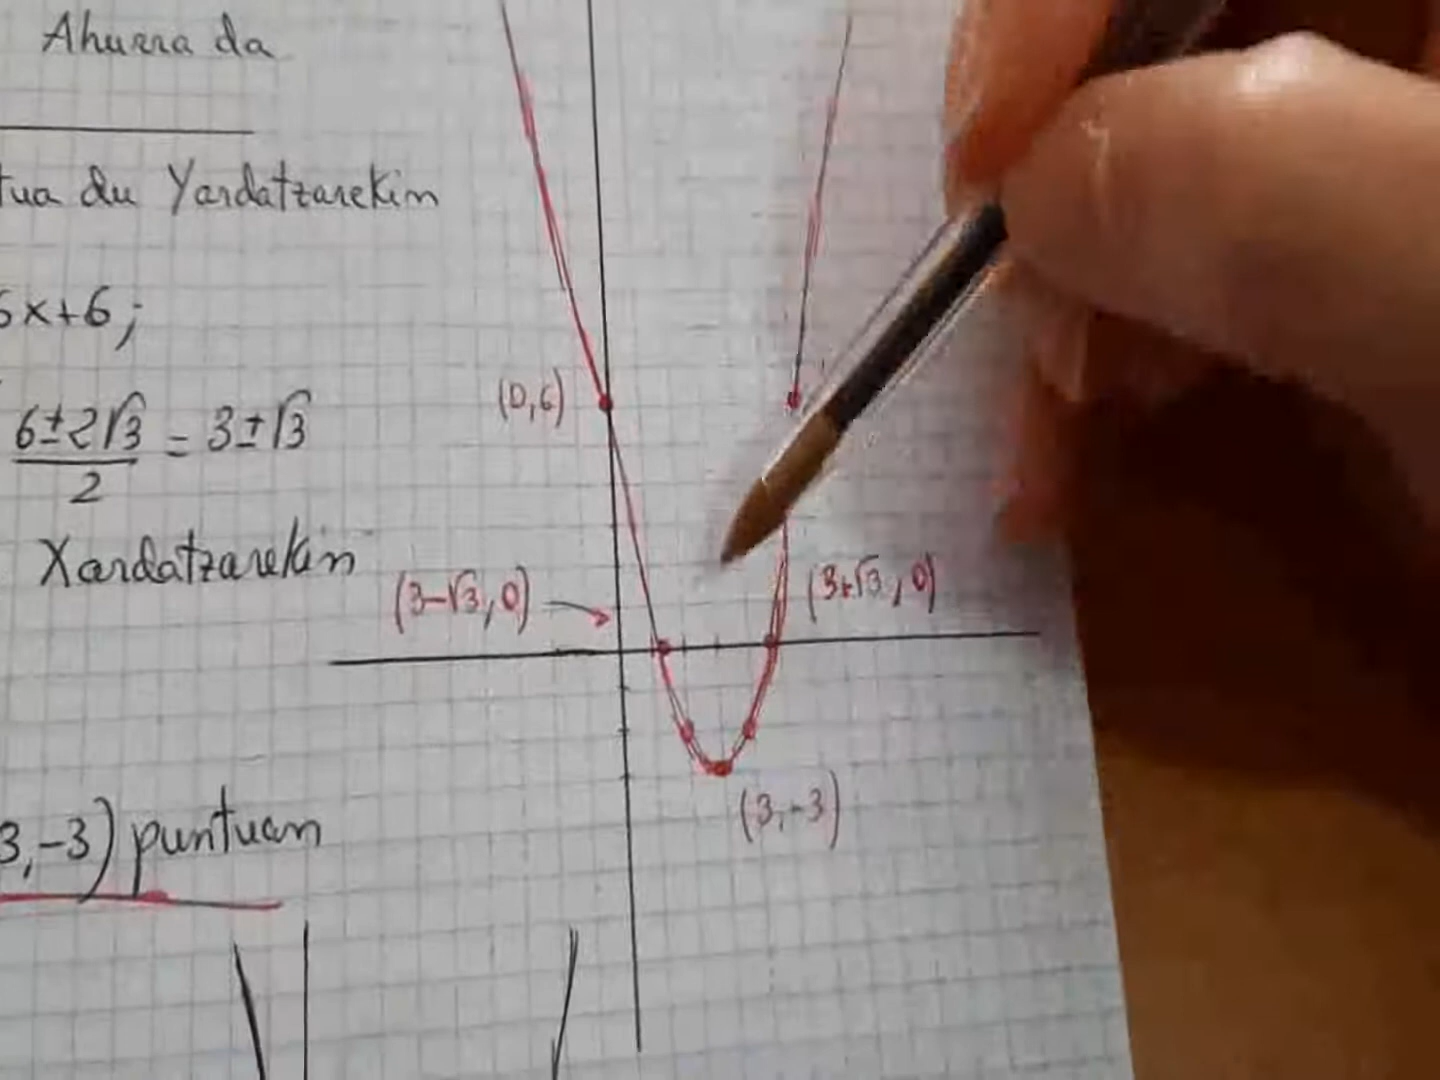 Ahurra da
tua du Yardatzarekin
6x+6;
(0,6)
6±2√3 = 3±√3
2
Xardatzarekin
(3-√3,0)
(3+√3,0)
(3,-3)
3,-3) puntuan